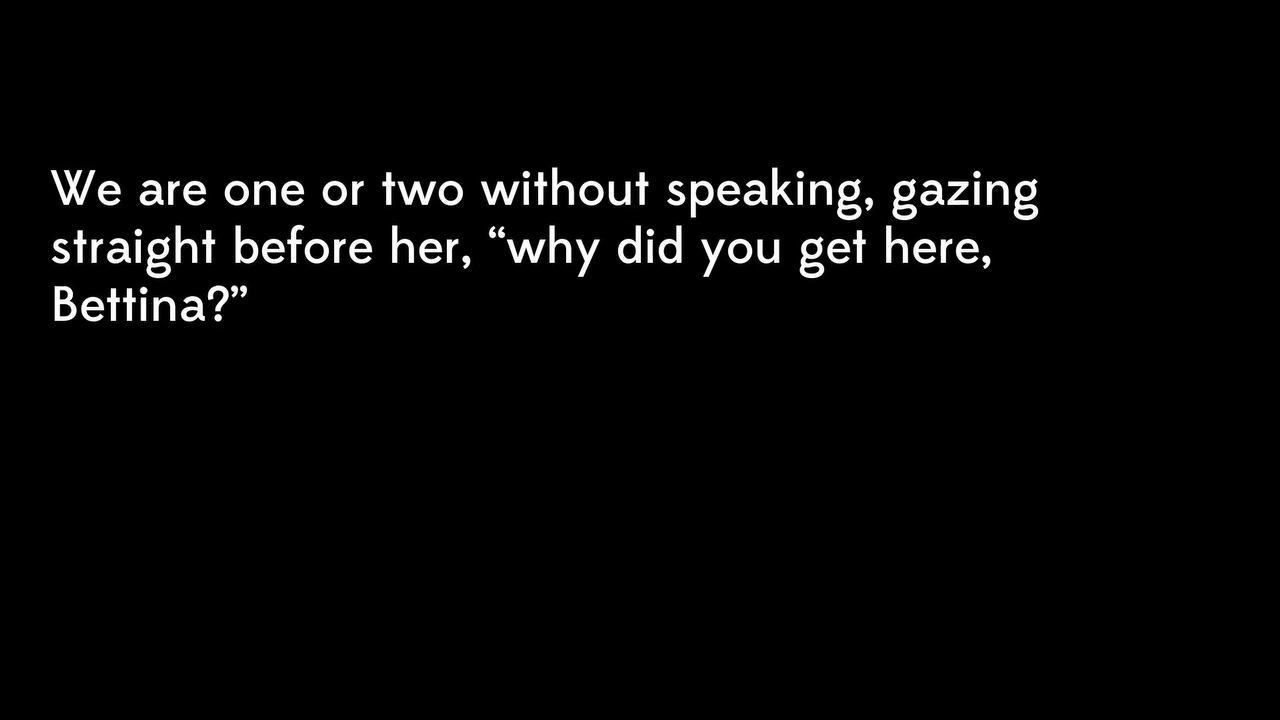 We are one or two without speaking, gazing
straight before her, “why did you get here,
Bettina?”